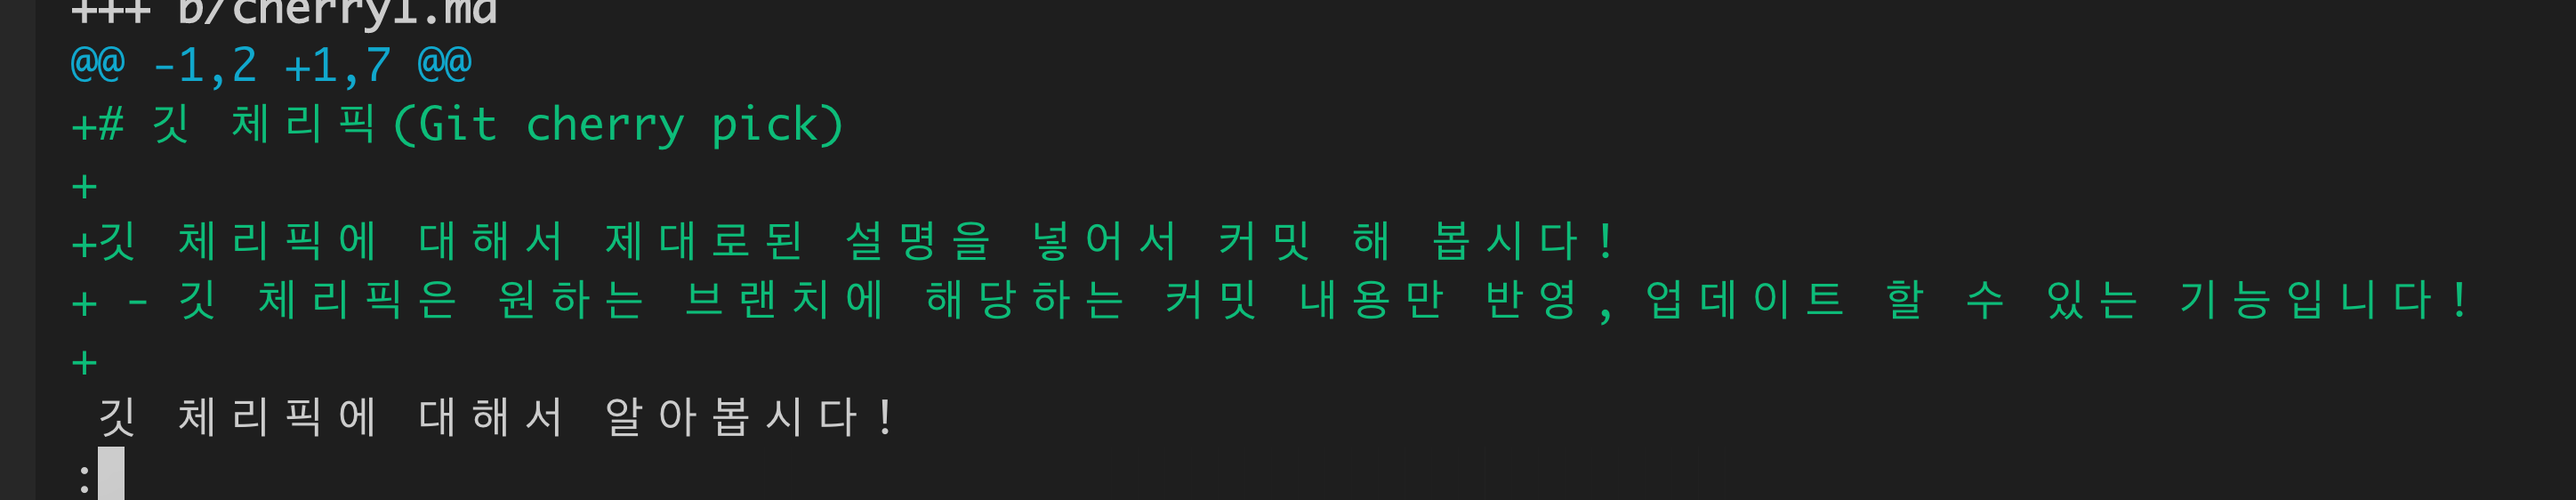 +++ b/cherry1.md
@@ -1,2 +1,7 @@
+# 깃 체리픽(Git cherry pick)
+
+깃 체리픽에 대해서 제대로된 설명을 넣어서 커밋 해 봅시다!
+ - 깃 체리픽은 원하는 브랜치에 해당하는 커밋 내용만 반영, 업데이트 할 수 있는 기능입니다!
+
 깃 체리픽에 대해서 알아봅시다!
: